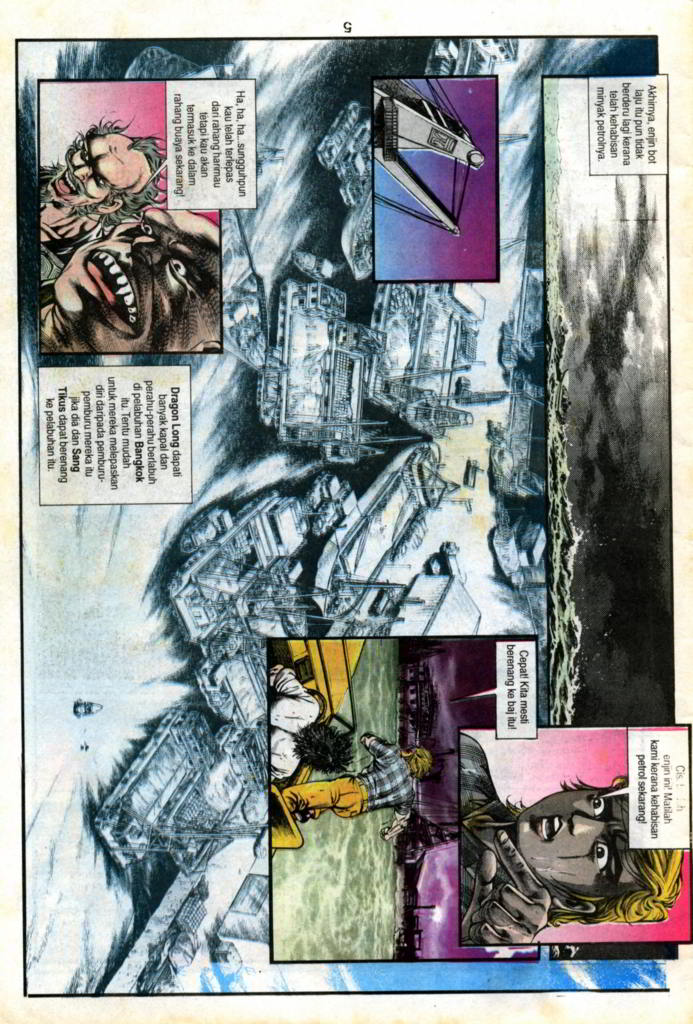 Akhirnya, enjin bot
laju itu pun tidak
berderu lagi kerana
telah kehabisan
minyak petrolnya.
Cis,
enjin ini! Matilah
kami kerana kehabisan
petrol sekarang!
Cepat! Kita mesti
berenang ke baj itu!
Ha, ha, ha.. sungguhpun
kau telah terlepas
dari rahang harimau
tetapi kau akan
termasuk ke dalam
rahang buaya sekarang!
Dragon Long dapati
banyak kapal dan
perahu-perahu berlabuh
di pelabuhan Bangkok
itu. Tentu mudah
untuk mereka melepaskan
diri daripada pemburu-
pemburu mereka itu
jika dia dan Sang
Tikus dapat berenang
ke pelabuhan itu.
5